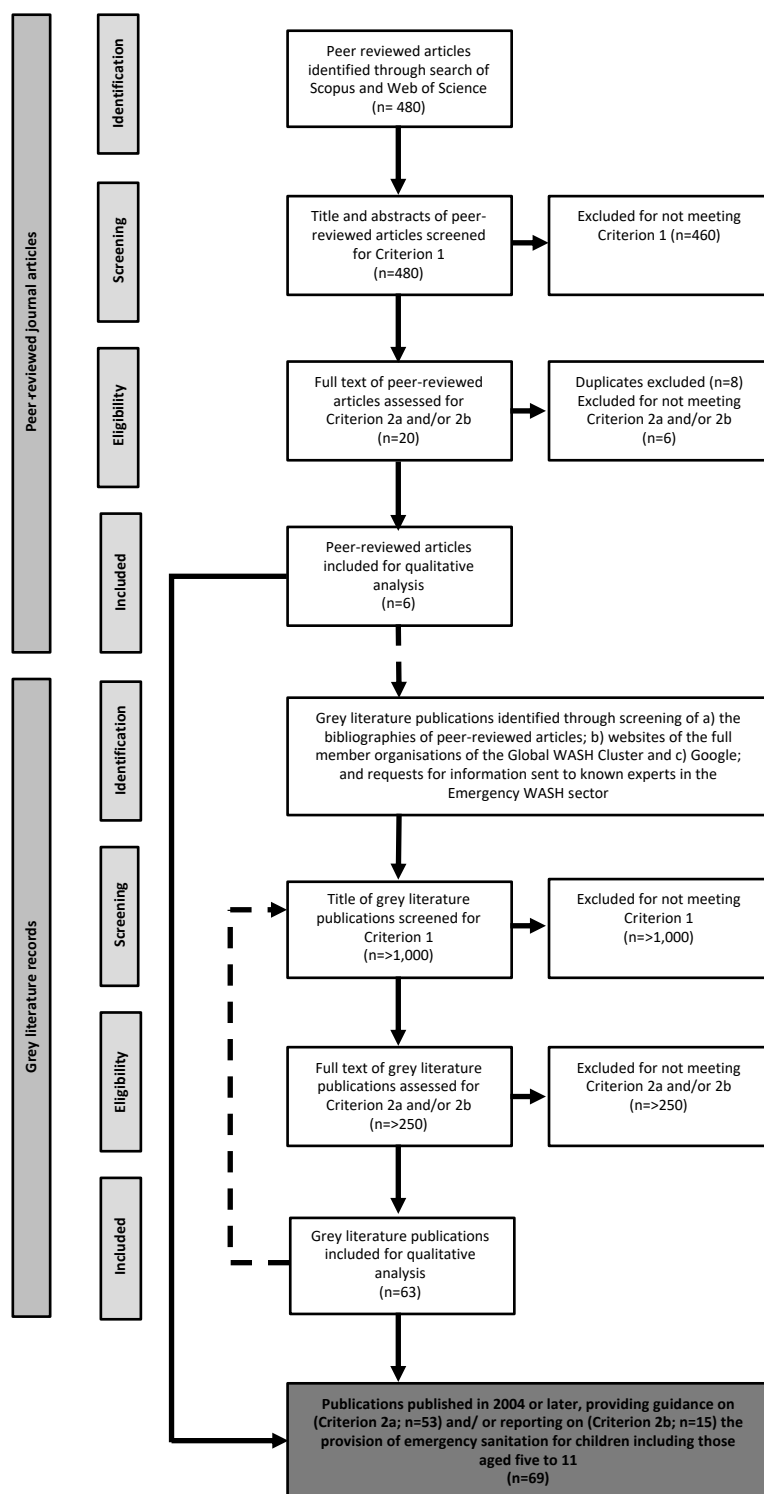 Peer-reviewed journal articles
Identification
Peer reviewed articles
identified through search of
Scopus and Web of Science
(n= 480)
Screening
Title and abstracts of peer-
reviewed articles screened
for Criterion 1
(n=480)
Excluded for not meeting
Criterion 1 (n=460)
Eligibility
Full text of peer-reviewed
articles assessed for
Criterion 2a and/or 2b
(n=20)
Duplicates excluded (n=8)
Excluded for not meeting
Criterion 2a and/or 2b
(n=6)
Included
Peer-reviewed articles
included for qualitative
analysis
(n=6)
Grey literature records
Identification
Grey literature publications identified through screening of a) the
bibliographies of peer-reviewed articles; b) websites of the full
member organisations of the Global WASH Cluster and c) Google;
and requests for information sent to known experts in the
Emergency WASH sector
Screening
Title of grey literature
publications screened for
Criterion 1
(n=>1,000)
Excluded for not meeting
Criterion 1
(n=>1,000)
Eligibility
Full text of grey literature
publications assessed for
Criterion 2a and/or 2b
(n=>250)
Excluded for not meeting
Criterion 2a and/or 2b
(n=>250)
Included
Grey literature publications
included for qualitative
analysis
(n=63)
Publications published in 2004 or later, providing guidance on
(Criterion 2a; n=53) and/ or reporting on (Criterion 2b; n=15) the
provision of emergency sanitation for children including those
aged five to 11
(n=69)